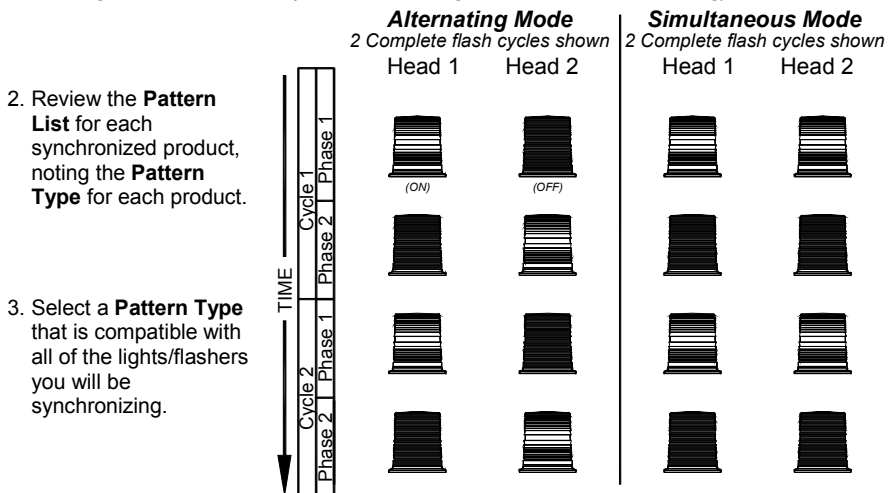 Alternating Mode
2 Complete flash cycles shown
Head 1 Head 2
Simultaneous Mode
2 Complete flash cycles shown
Head 1 Head 2
2. Review the Pattern
List for each
synchronized product,
noting the Pattern
Type for each product.
3. Select a Pattern Type
that is compatible with
all of the lights/flashers
you will be
synchronizing.
TIME
Cycle 1
Phase 1
Phase 2
Cycle 2
Phase 1
Phase 2
(ON)
(OFF)